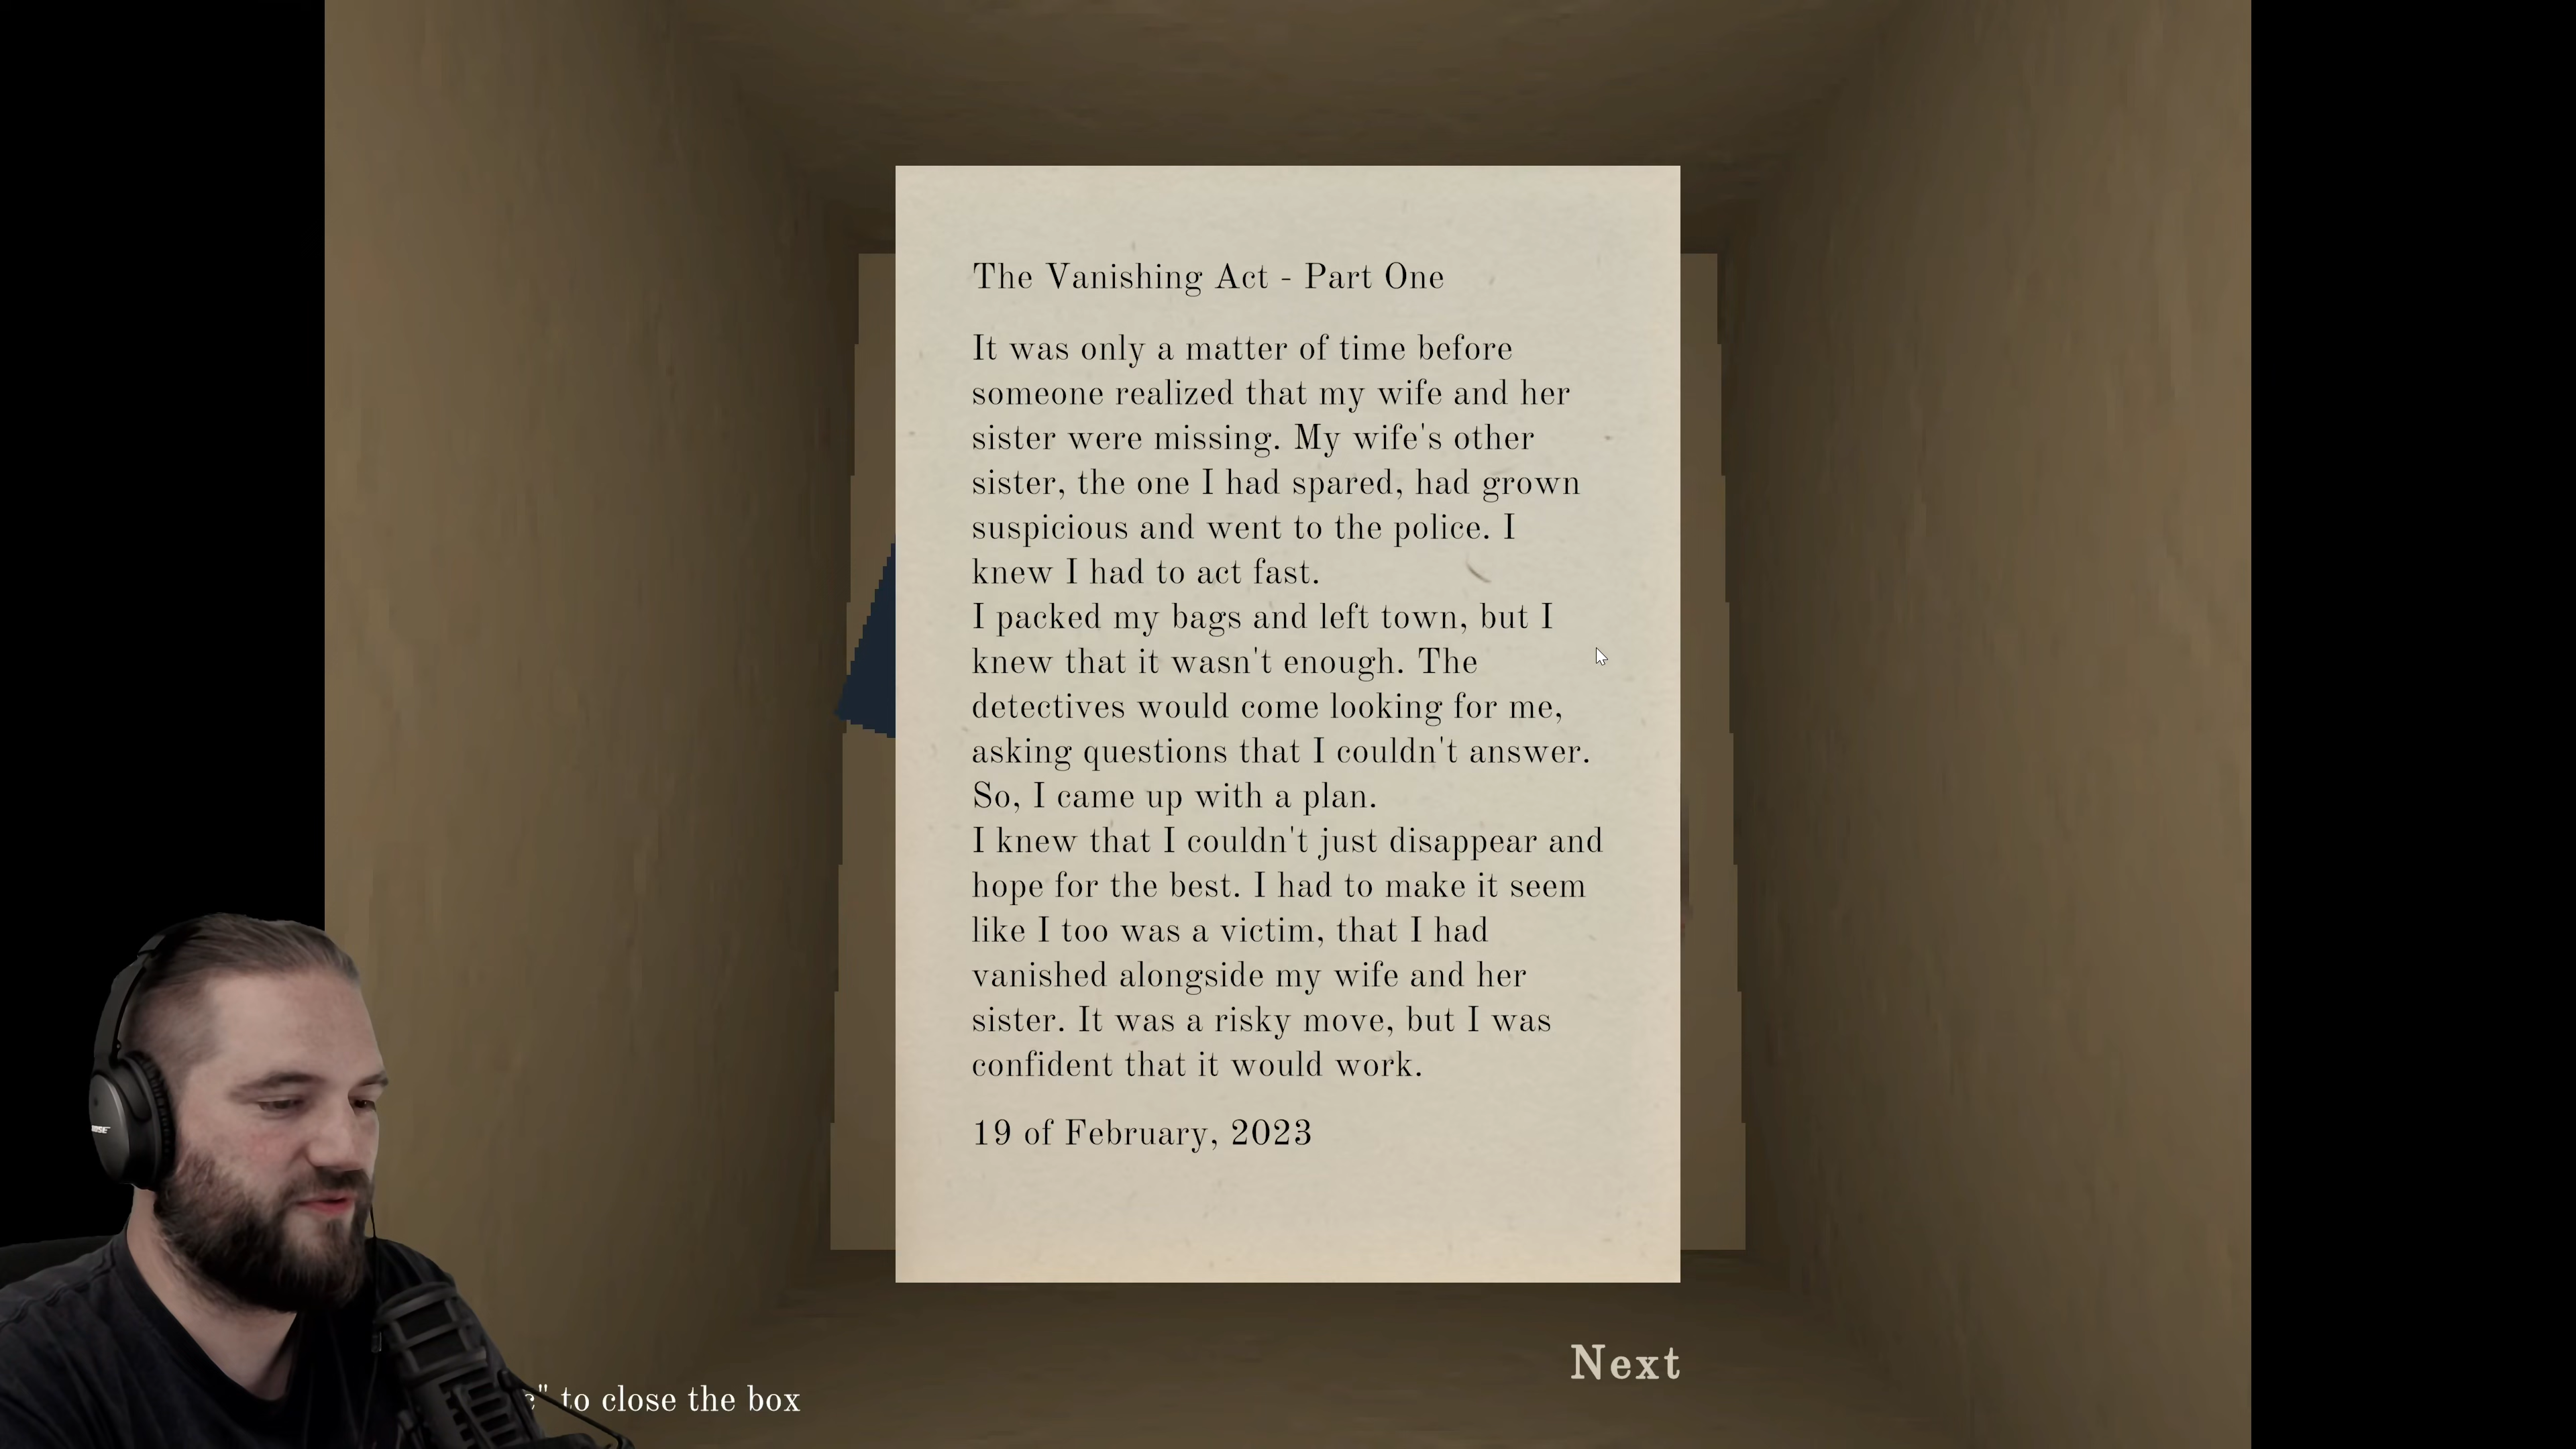 The Vanishing Act - Part One
It was only a matter of time before
someone realized that my wife and her
sister were missing. My wife's other
sister, the one I had spared, had grown
suspicious and went to the police. I
knew I had to act fast.
I packed my bags and left town, but I
knew that it wasn't enough. The
detectives would come looking for me,
asking questions that I couldn't answer.
So, I came up with a plan.
I knew that I couldn't just disappear and
hope for the best. I had to make it seem
like I too was a victim, that I had
vanished alongside my wife and her
sister. It was a risky move, but I was
confident that it would work.
19 of February, 2023
Next
to close the box